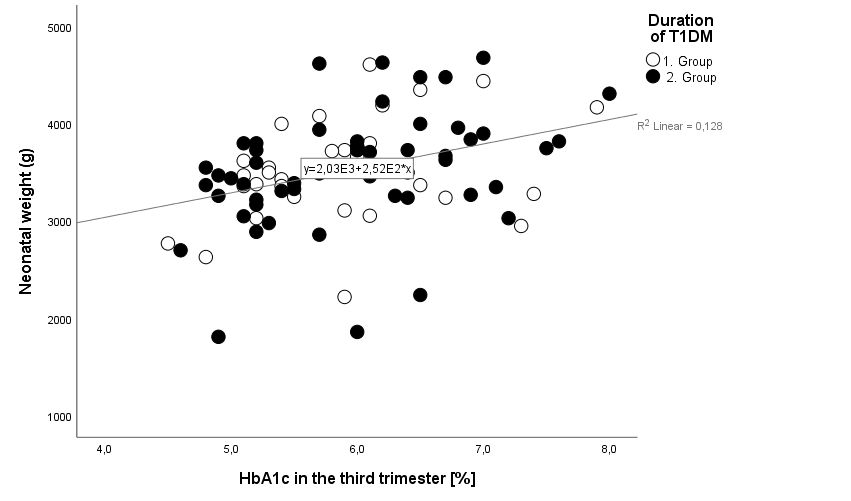 Duration
of T1DM
1. Group
2. Group
5000
4000
3000
2000
1000
Neonatal weight (g)
R² Linear = 0,128
y=2,03E3+2,52E2*x
4,0 5,0 6,0 7,0 8,0
HbA1c in the third trimester [%]